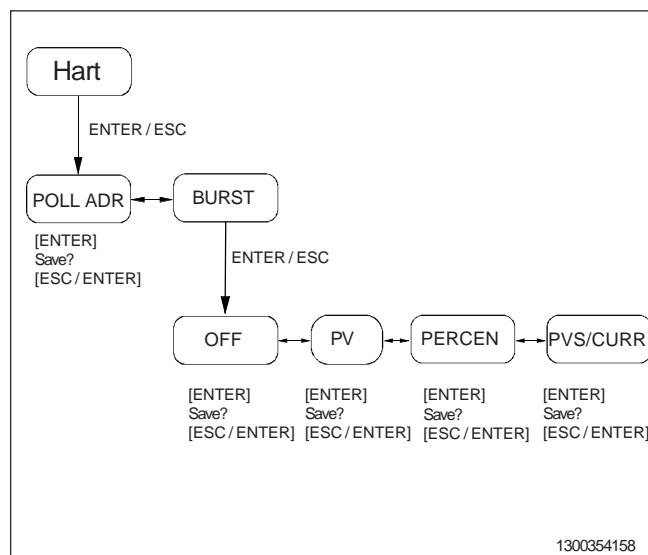 Hart
ENTER / ESC
POLL ADR
BURST
[ENTER]
Save?
[ESC / ENTER]
ENTER / ESC
OFF
PV
PERCEN
PVS/CURR
[ENTER]
Save?
[ESC / ENTER]
[ENTER]
Save?
[ESC / ENTER]
[ENTER]
Save?
[ESC / ENTER]
[ENTER]
Save?
[ESC / ENTER]
1300354158